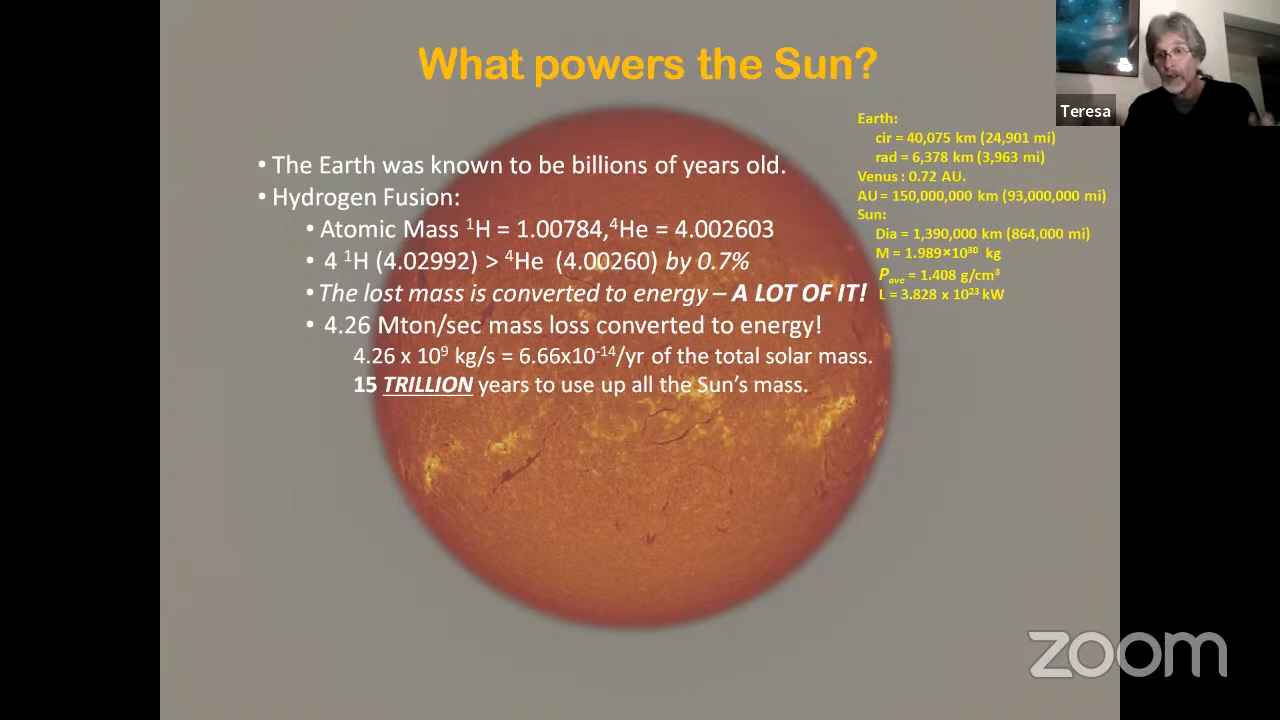 What powers the Sun?
Teresa
• The Earth was known to be billions of years old.
• Hydrogen Fusion:
• Atomic Mass ¹H = 1.00784,⁴He = 4.002603
• 4 ¹H (4.02992) > ⁴He (4.00260) by 0.7%
• The lost mass is converted to energy – A LOT OF IT!
• 4.26 Mton/sec mass loss converted to energy!
4.26 x 10⁹ kg/s = 6.66x10⁻¹⁴/yr of the total solar mass.
15 TRILLION years to use up all the Sun's mass.
Earth:
cir = 40,075 km (24,901 mi)
rad = 6,378 km (3,963 mi)
Venus : 0.72 AU.
AU = 150,000,000 km (93,000,000 mi)
Sun:
Dia = 1,390,000 km (864,000 mi)
M = 1.989×10³⁰ kg
Pave = 1.408 g/cm³
L = 3.828 x 10²³ kW
zoom